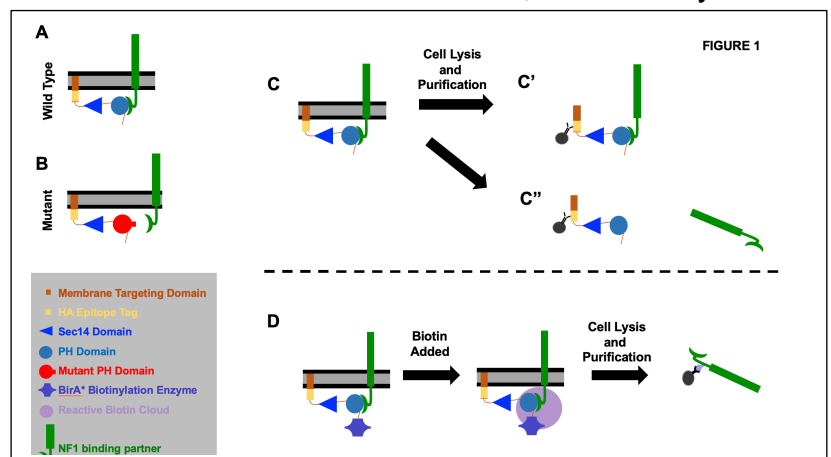 FIGURE 1
A
Wild Type
B
Mutant
C
Cell Lysis
and
Purification
C’
C”
Membrane Targeting Domain
HA Epitope Tag
Sec14 Domain
PH Domain
Mutant PH Domain
BirA* Biotinylation Enzyme
Reactive Biotin Cloud
NF1 binding partner
D
Biotin
Added
Cell Lysis
and
Purification